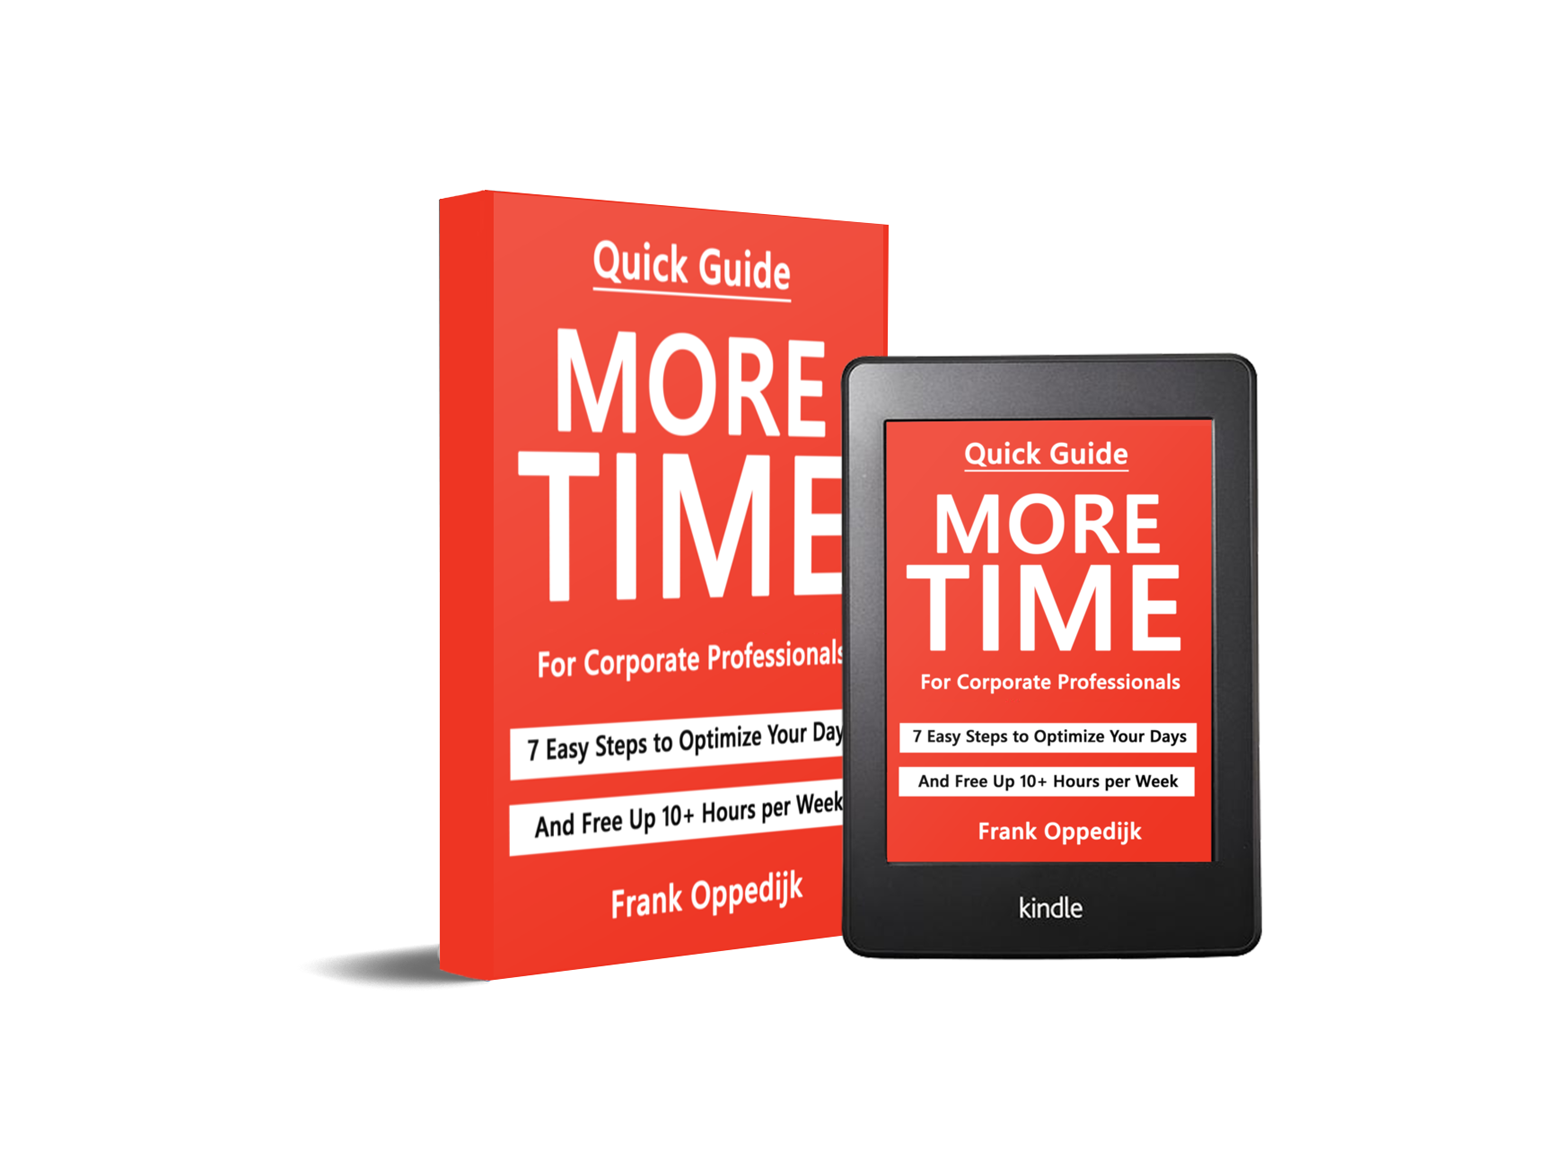 Quick Guide
MORE
TIME
For Corporate Professionals
7 Easy Steps to Optimize Your Day
And Free Up 10+ Hours per Week
Frank Oppedijk
Quick Guide
MORE
TIME
For Corporate Professionals
7 Easy Steps to Optimize Your Days
And Free Up 10+ Hours per Week
Frank Oppedijk
kindle